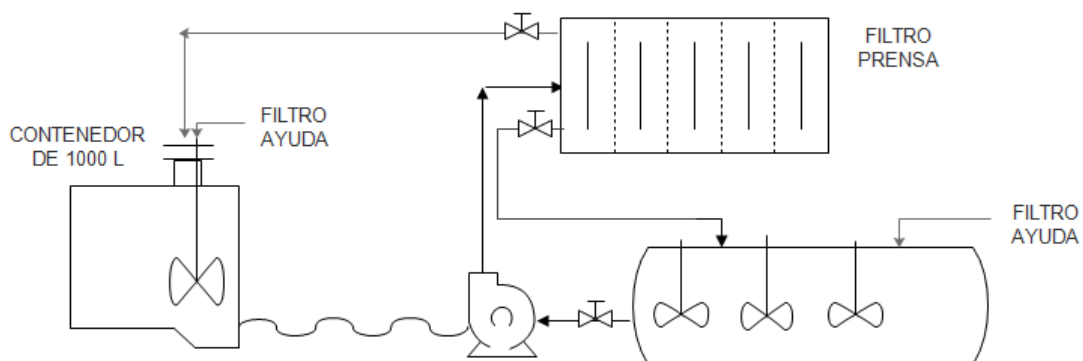 FILTRO
PRENSA
FILTRO
AYUDA
CONTENEDOR
DE 1000 L
FILTRO
AYUDA